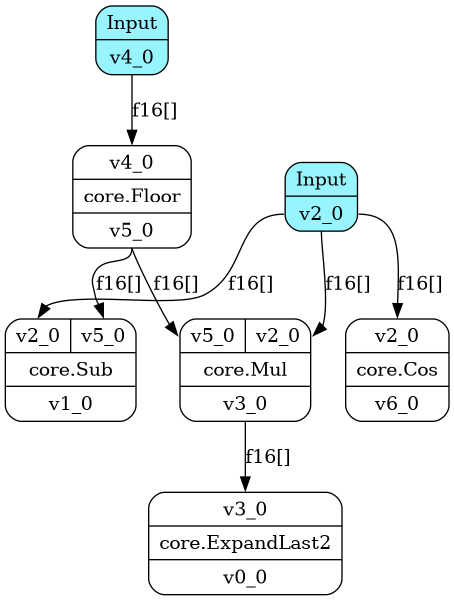 Input
v4_0
f16[]
v4_0
core.Floor
v5_0
Input
v2_0
f16[]
f16[]
f16[]
f16[]
f16[]
v2_0 v5_0
core.Sub
v1_0
v5_0 v2_0
core.Mul
v3_0
v2_0
core.Cos
v6_0
f16[]
v3_0
core.ExpandLast2
v0_0